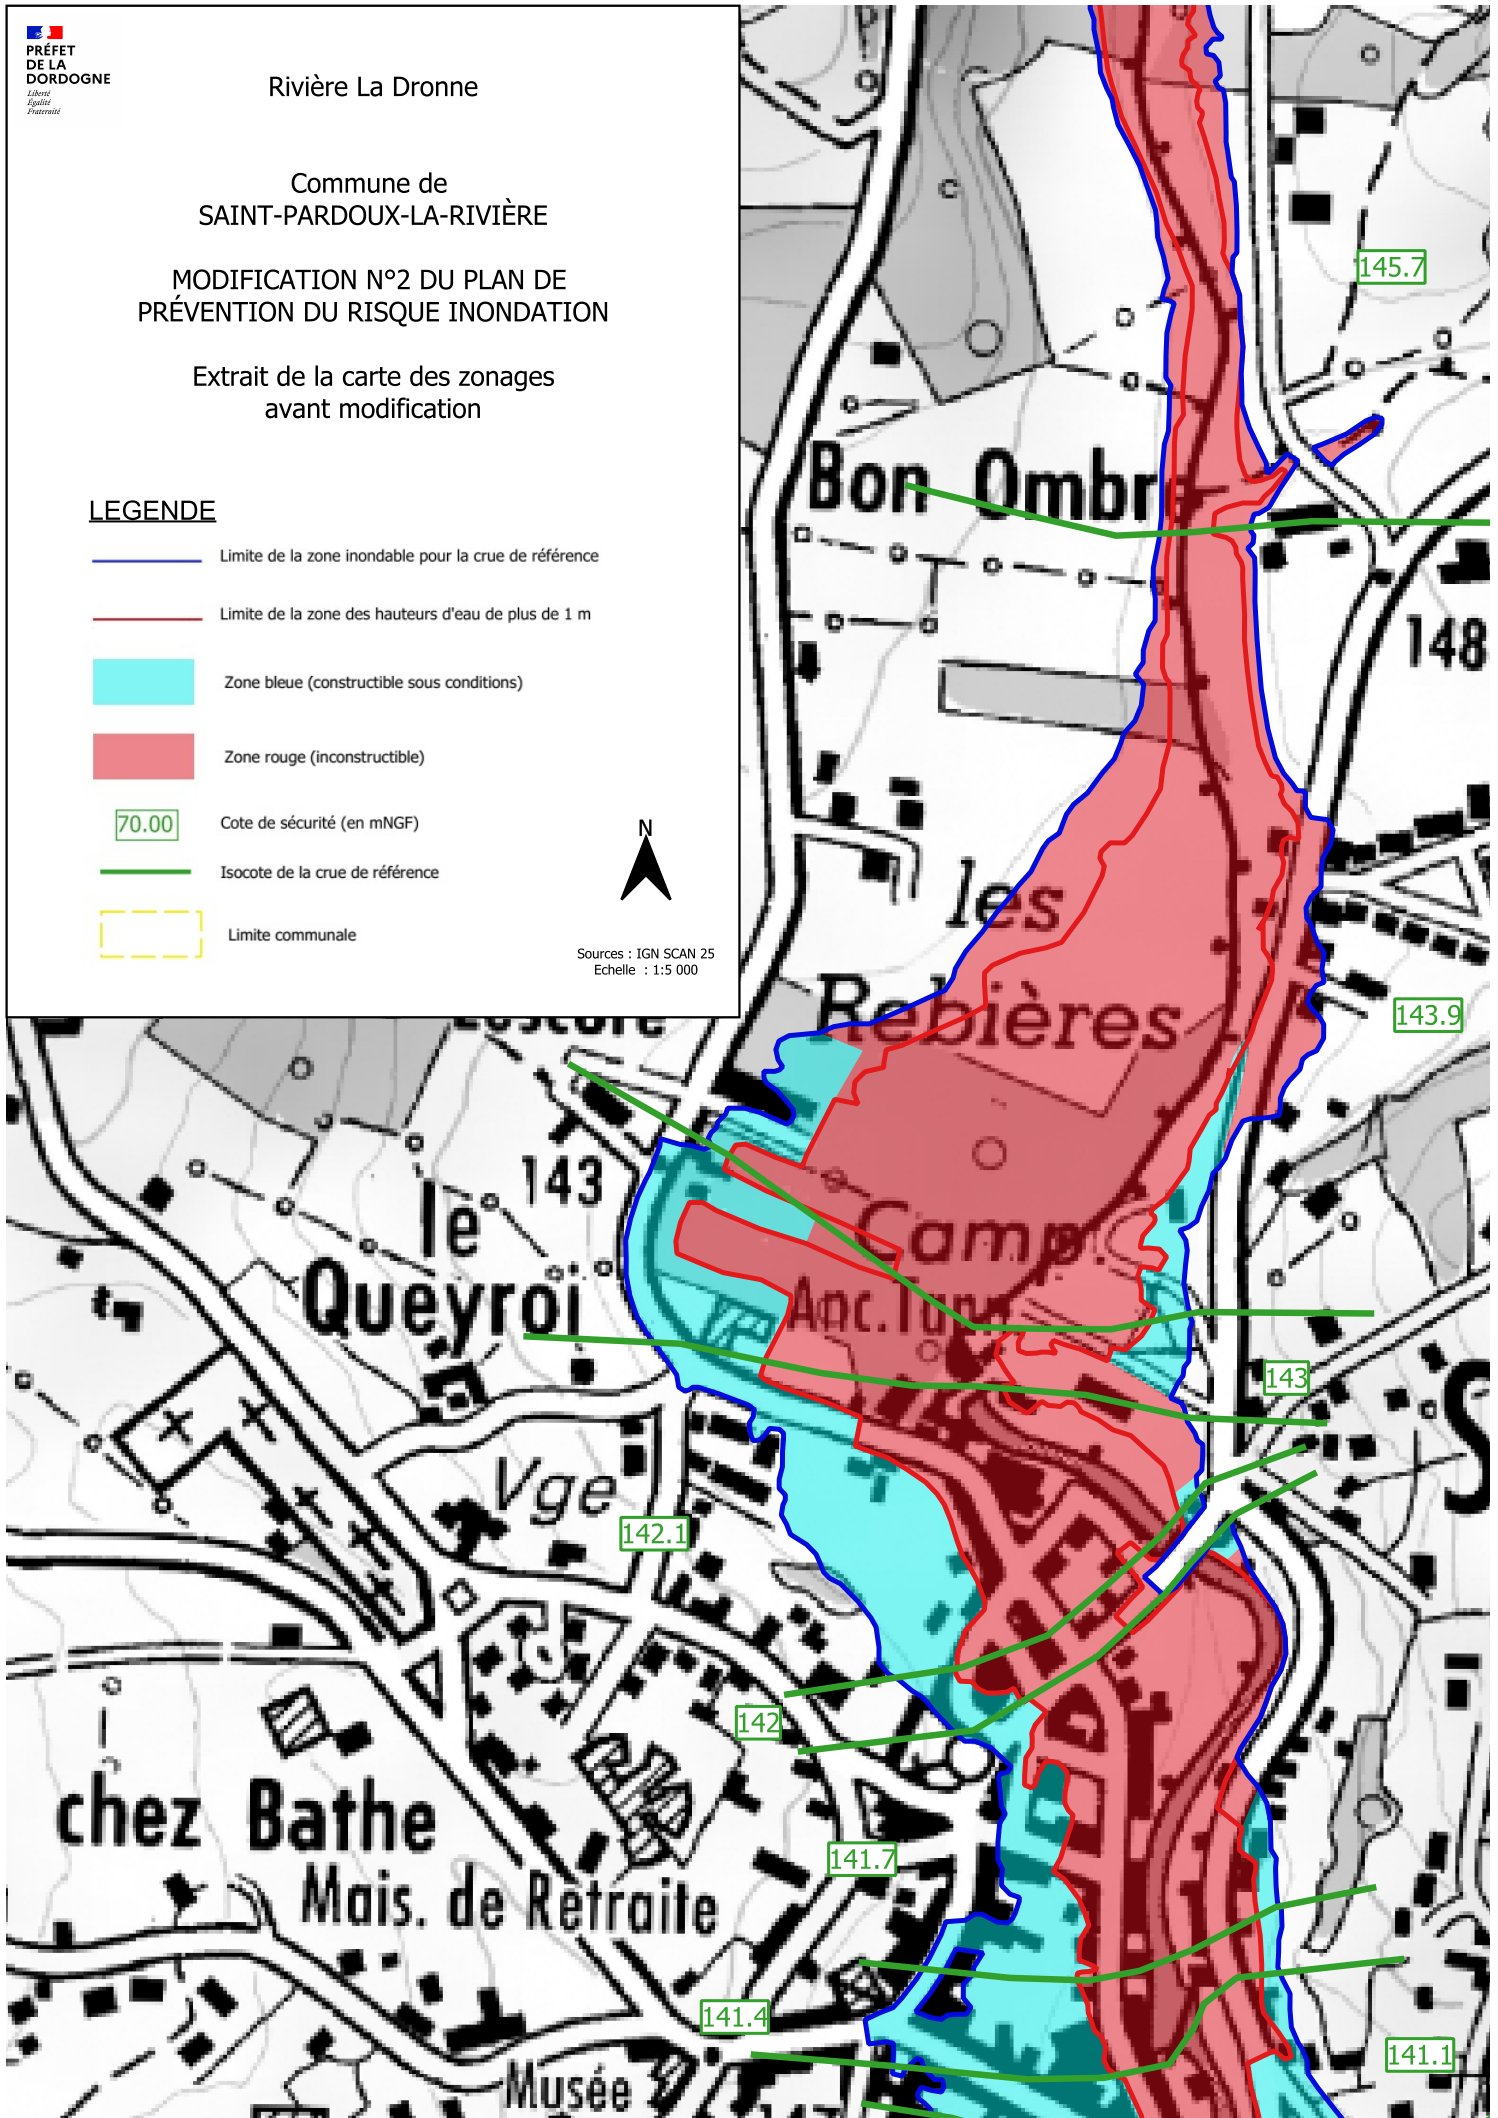 PRÉFET
DE LA
DORDOGNE
Liberté
Égalité
Fraternité
Rivière La Dronne
Commune de
SAINT-PARDOUX-LA-RIVIÈRE
MODIFICATION N°2 DU PLAN DE
PRÉVENTION DU RISQUE INONDATION
Extrait de la carte des zonages
avant modification
LEGENDE
Limite de la zone inondable pour la crue de référence
Limite de la zone des hauteurs d'eau de plus de 1 m
Zone bleue (constructible sous conditions)
Zone rouge (inconstructible)
70.00 Cote de sécurité (en mNGF)
Isocote de la crue de référence
Limite communale
N
Sources : IGN SCAN 25
Echelle : 1:5 000
145.7
Bon Ombre
148
les
Rebières
143.9
143
le
Queyroi
Camp.
Anc. Tunn
143
Vge
142.1
S
142
chez Bathe
141.7
Mais. de Retraite
141.4
141.1
Musée